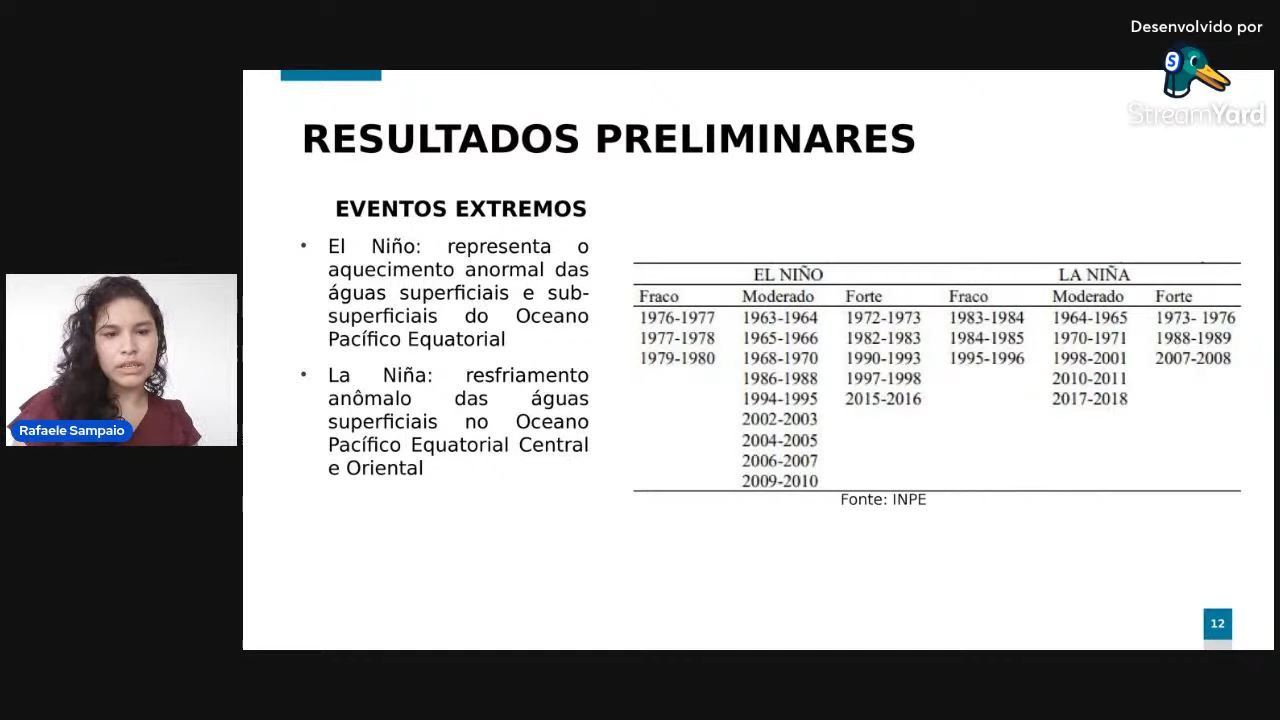 Desenvolvido por
StreamYard
RESULTADOS PRELIMINARES
EVENTOS EXTREMOS
• El Niño: representa o
aquecimento anormal das
águas superficiais e sub-
superficiais do Oceano
Pacífico Equatorial
• La Niña: resfriamento
anômalo das águas
superficiais no Oceano
Pacífico Equatorial Central
e Oriental
EL NIÑO LA NIÑA
Fraco Moderado Forte Fraco Moderado Forte
1976-1977 1963-1964 1972-1973 1983-1984 1964-1965 1973- 1976
1977-1978 1965-1966 1982-1983 1984-1985 1970-1971 1988-1989
1979-1980 1968-1970 1990-1993 1995-1996 1998-2001 2007-2008
1986-1988 1997-1998 2010-2011
1994-1995 2015-2016 2017-2018
2002-2003
2004-2005
2006-2007
2009-2010
Fonte: INPE
Rafaele Sampaio
12